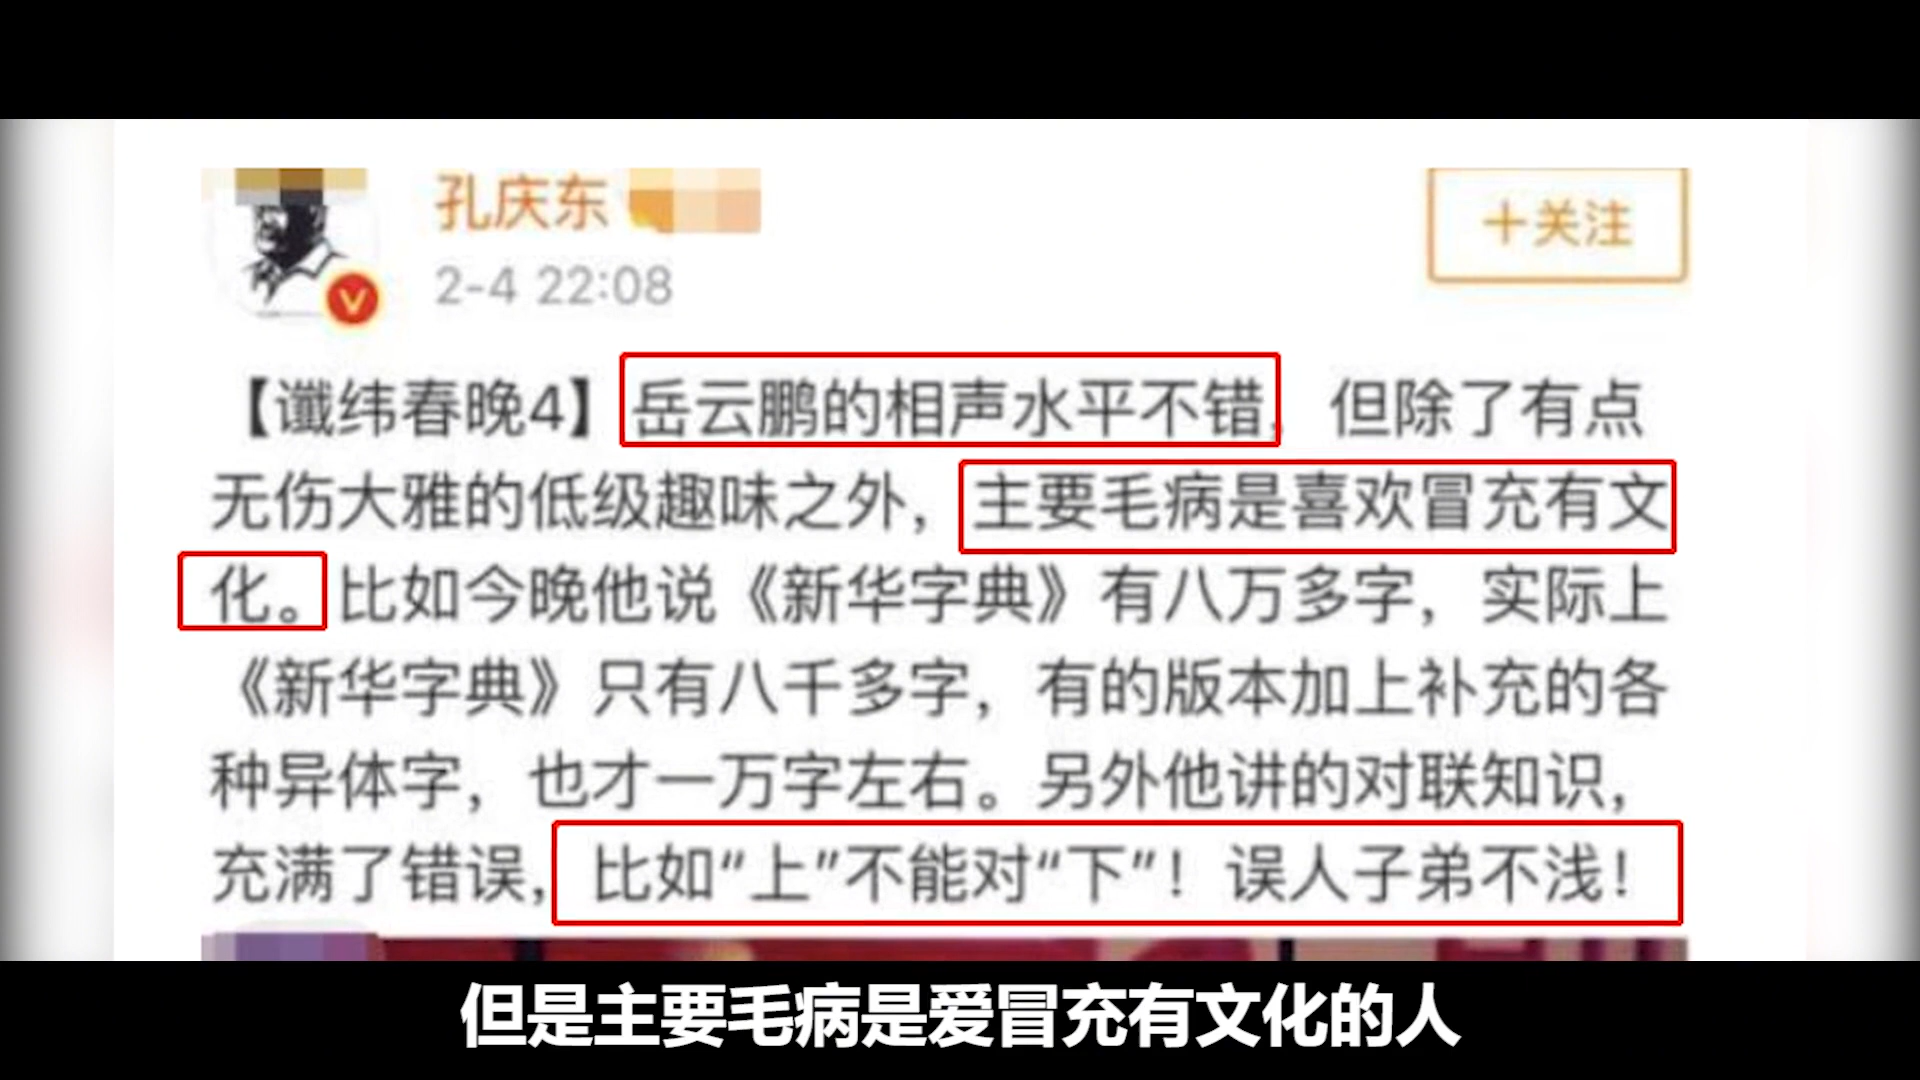 孔庆东
+关注
2-4 22:08
【谶纬春晚4】岳云鹏的相声水平不错，但除了有点
无伤大雅的低级趣味之外，主要毛病是喜欢冒充有文
化。比如今晚他说《新华字典》有八万多字，实际上
《新华字典》只有八千多字，有的版本加上补充的各
种异体字，也才一万字左右。另外他讲的对联知识，
充满了错误，比如“上”不能对“下”！误人子弟不浅！
但是主要毛病是爱冒充有文化的人